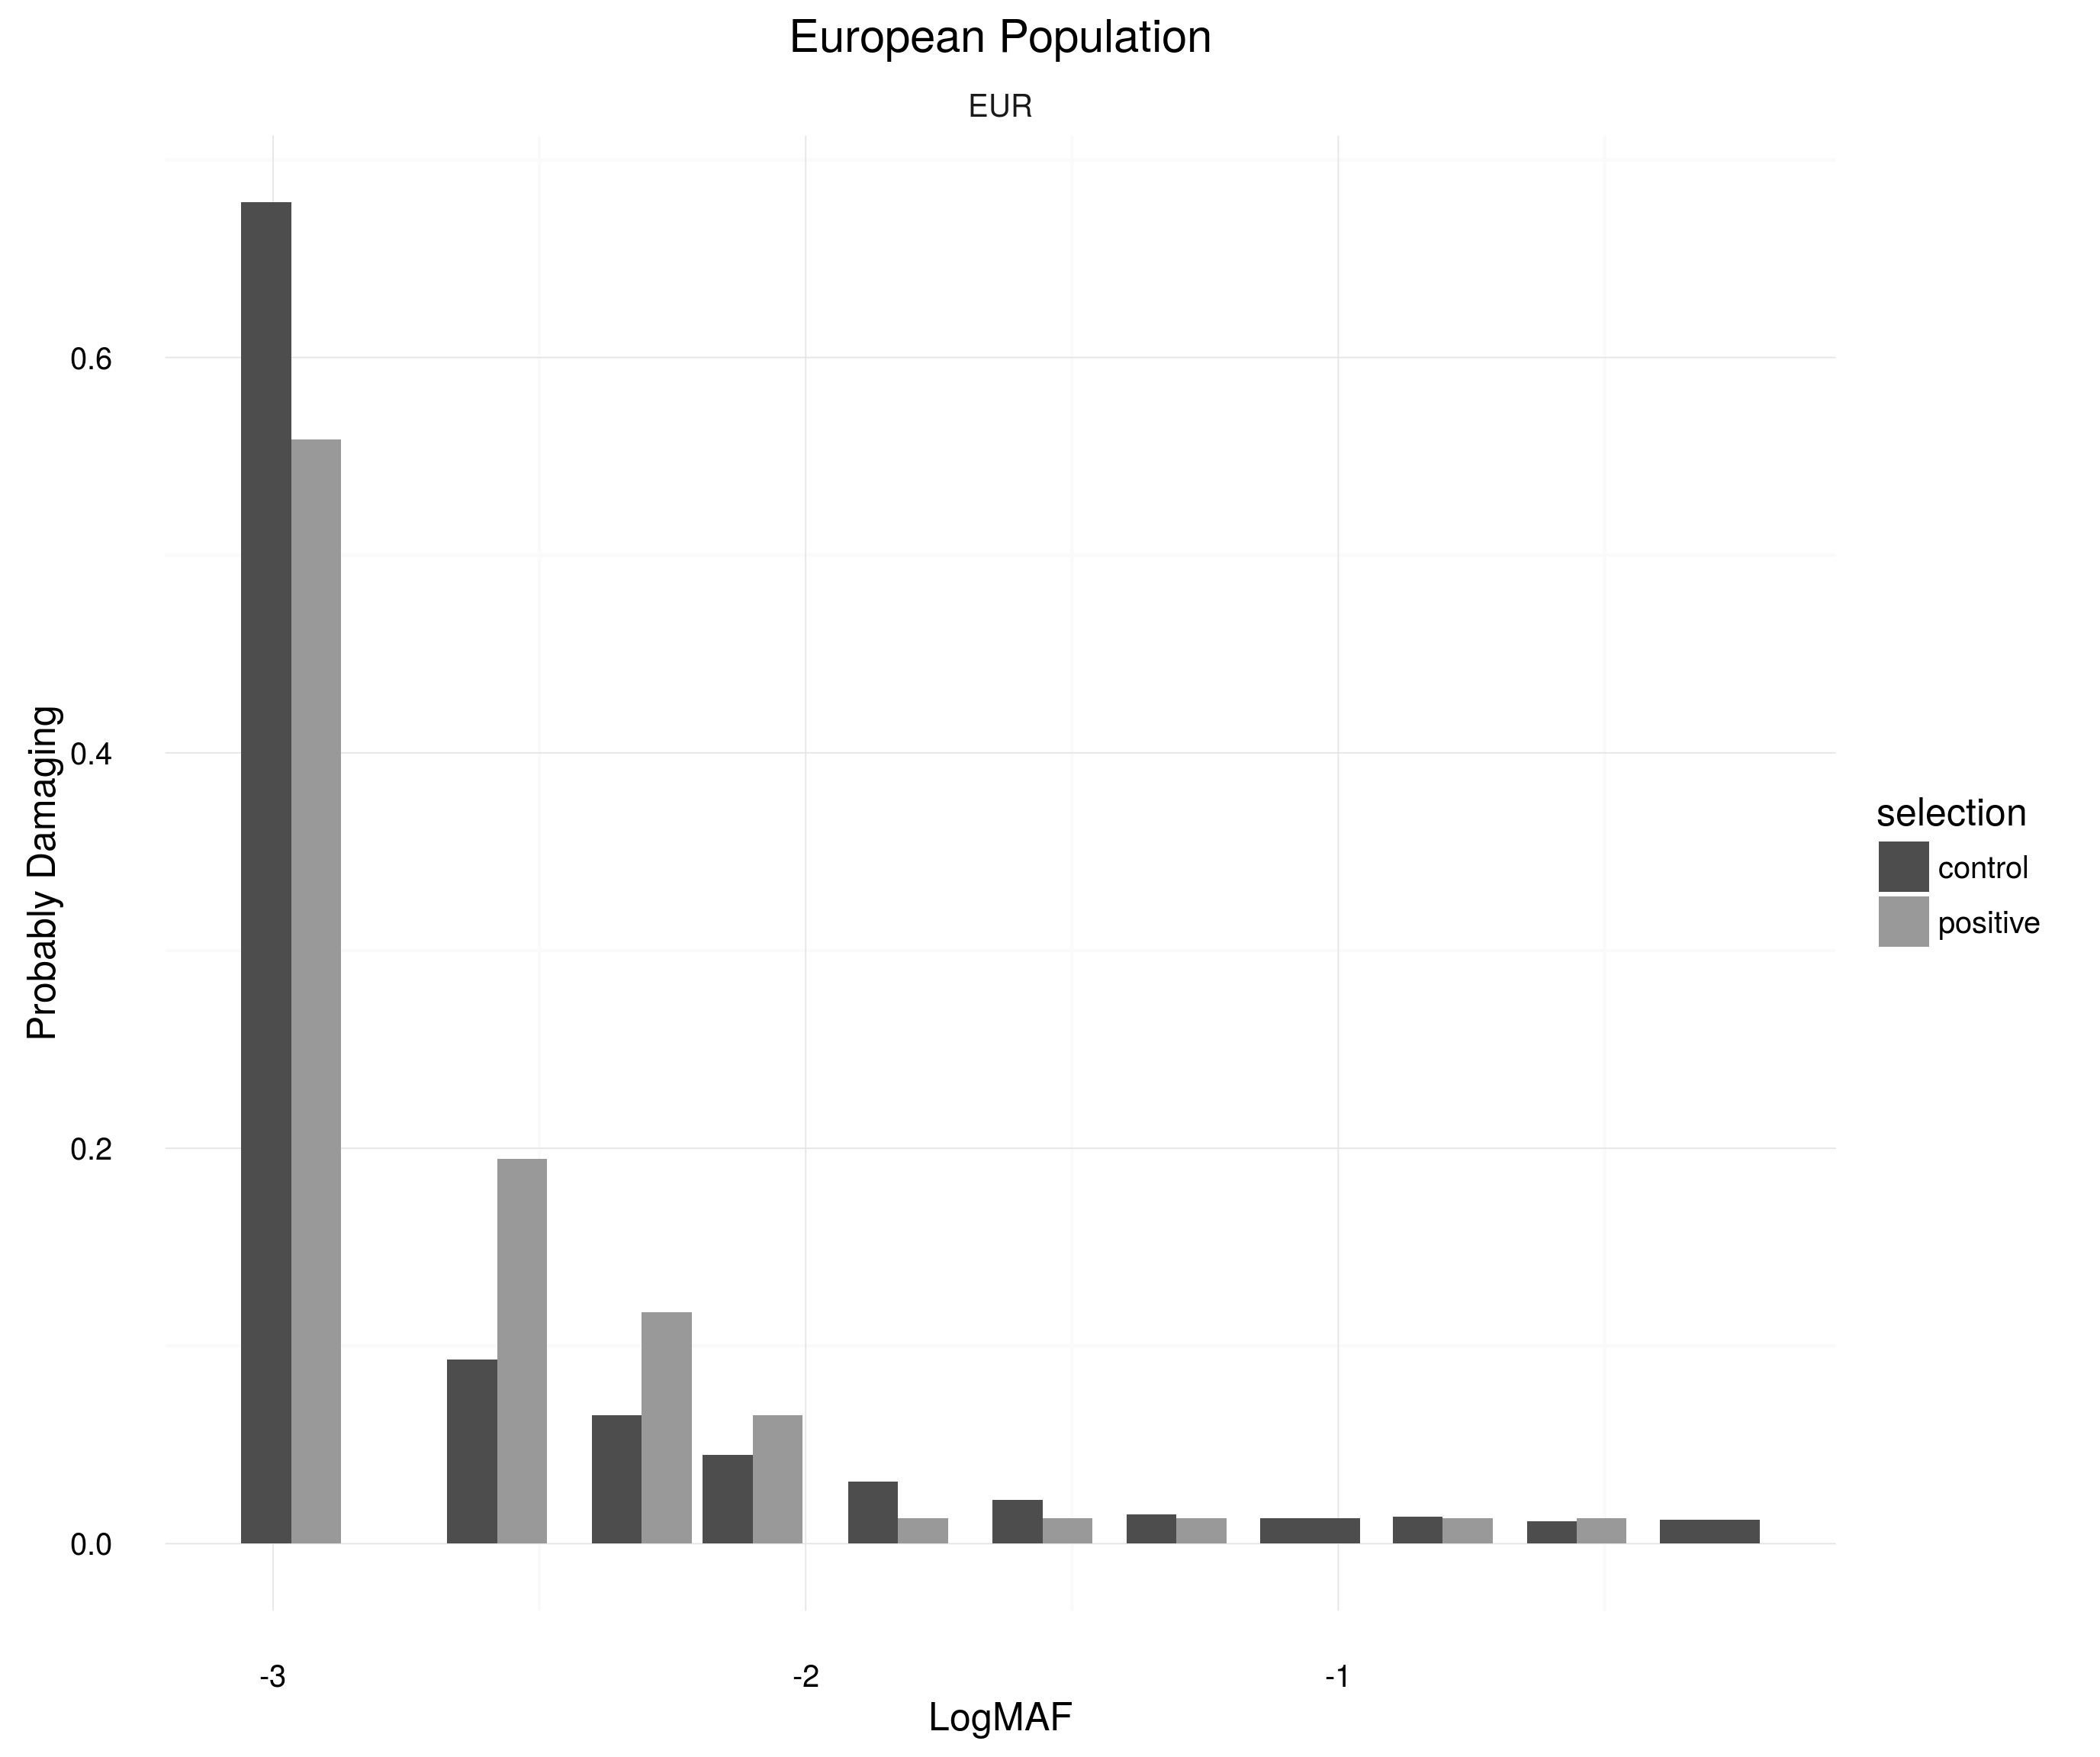 European Population
EUR
Probably Damaging
0.6
0.4
0.2
0.0
-3
-2
-1
LogMAF
selection
control
positive